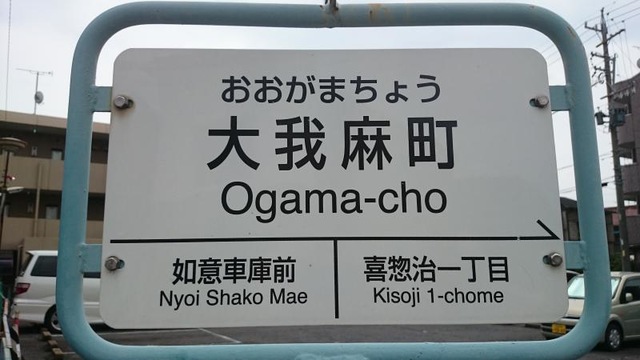 おおがまちょう
大我麻町
Ogama-cho
如意車庫前
Nyoi Shako Mae
喜惣治一丁目
Kisoji 1-chome